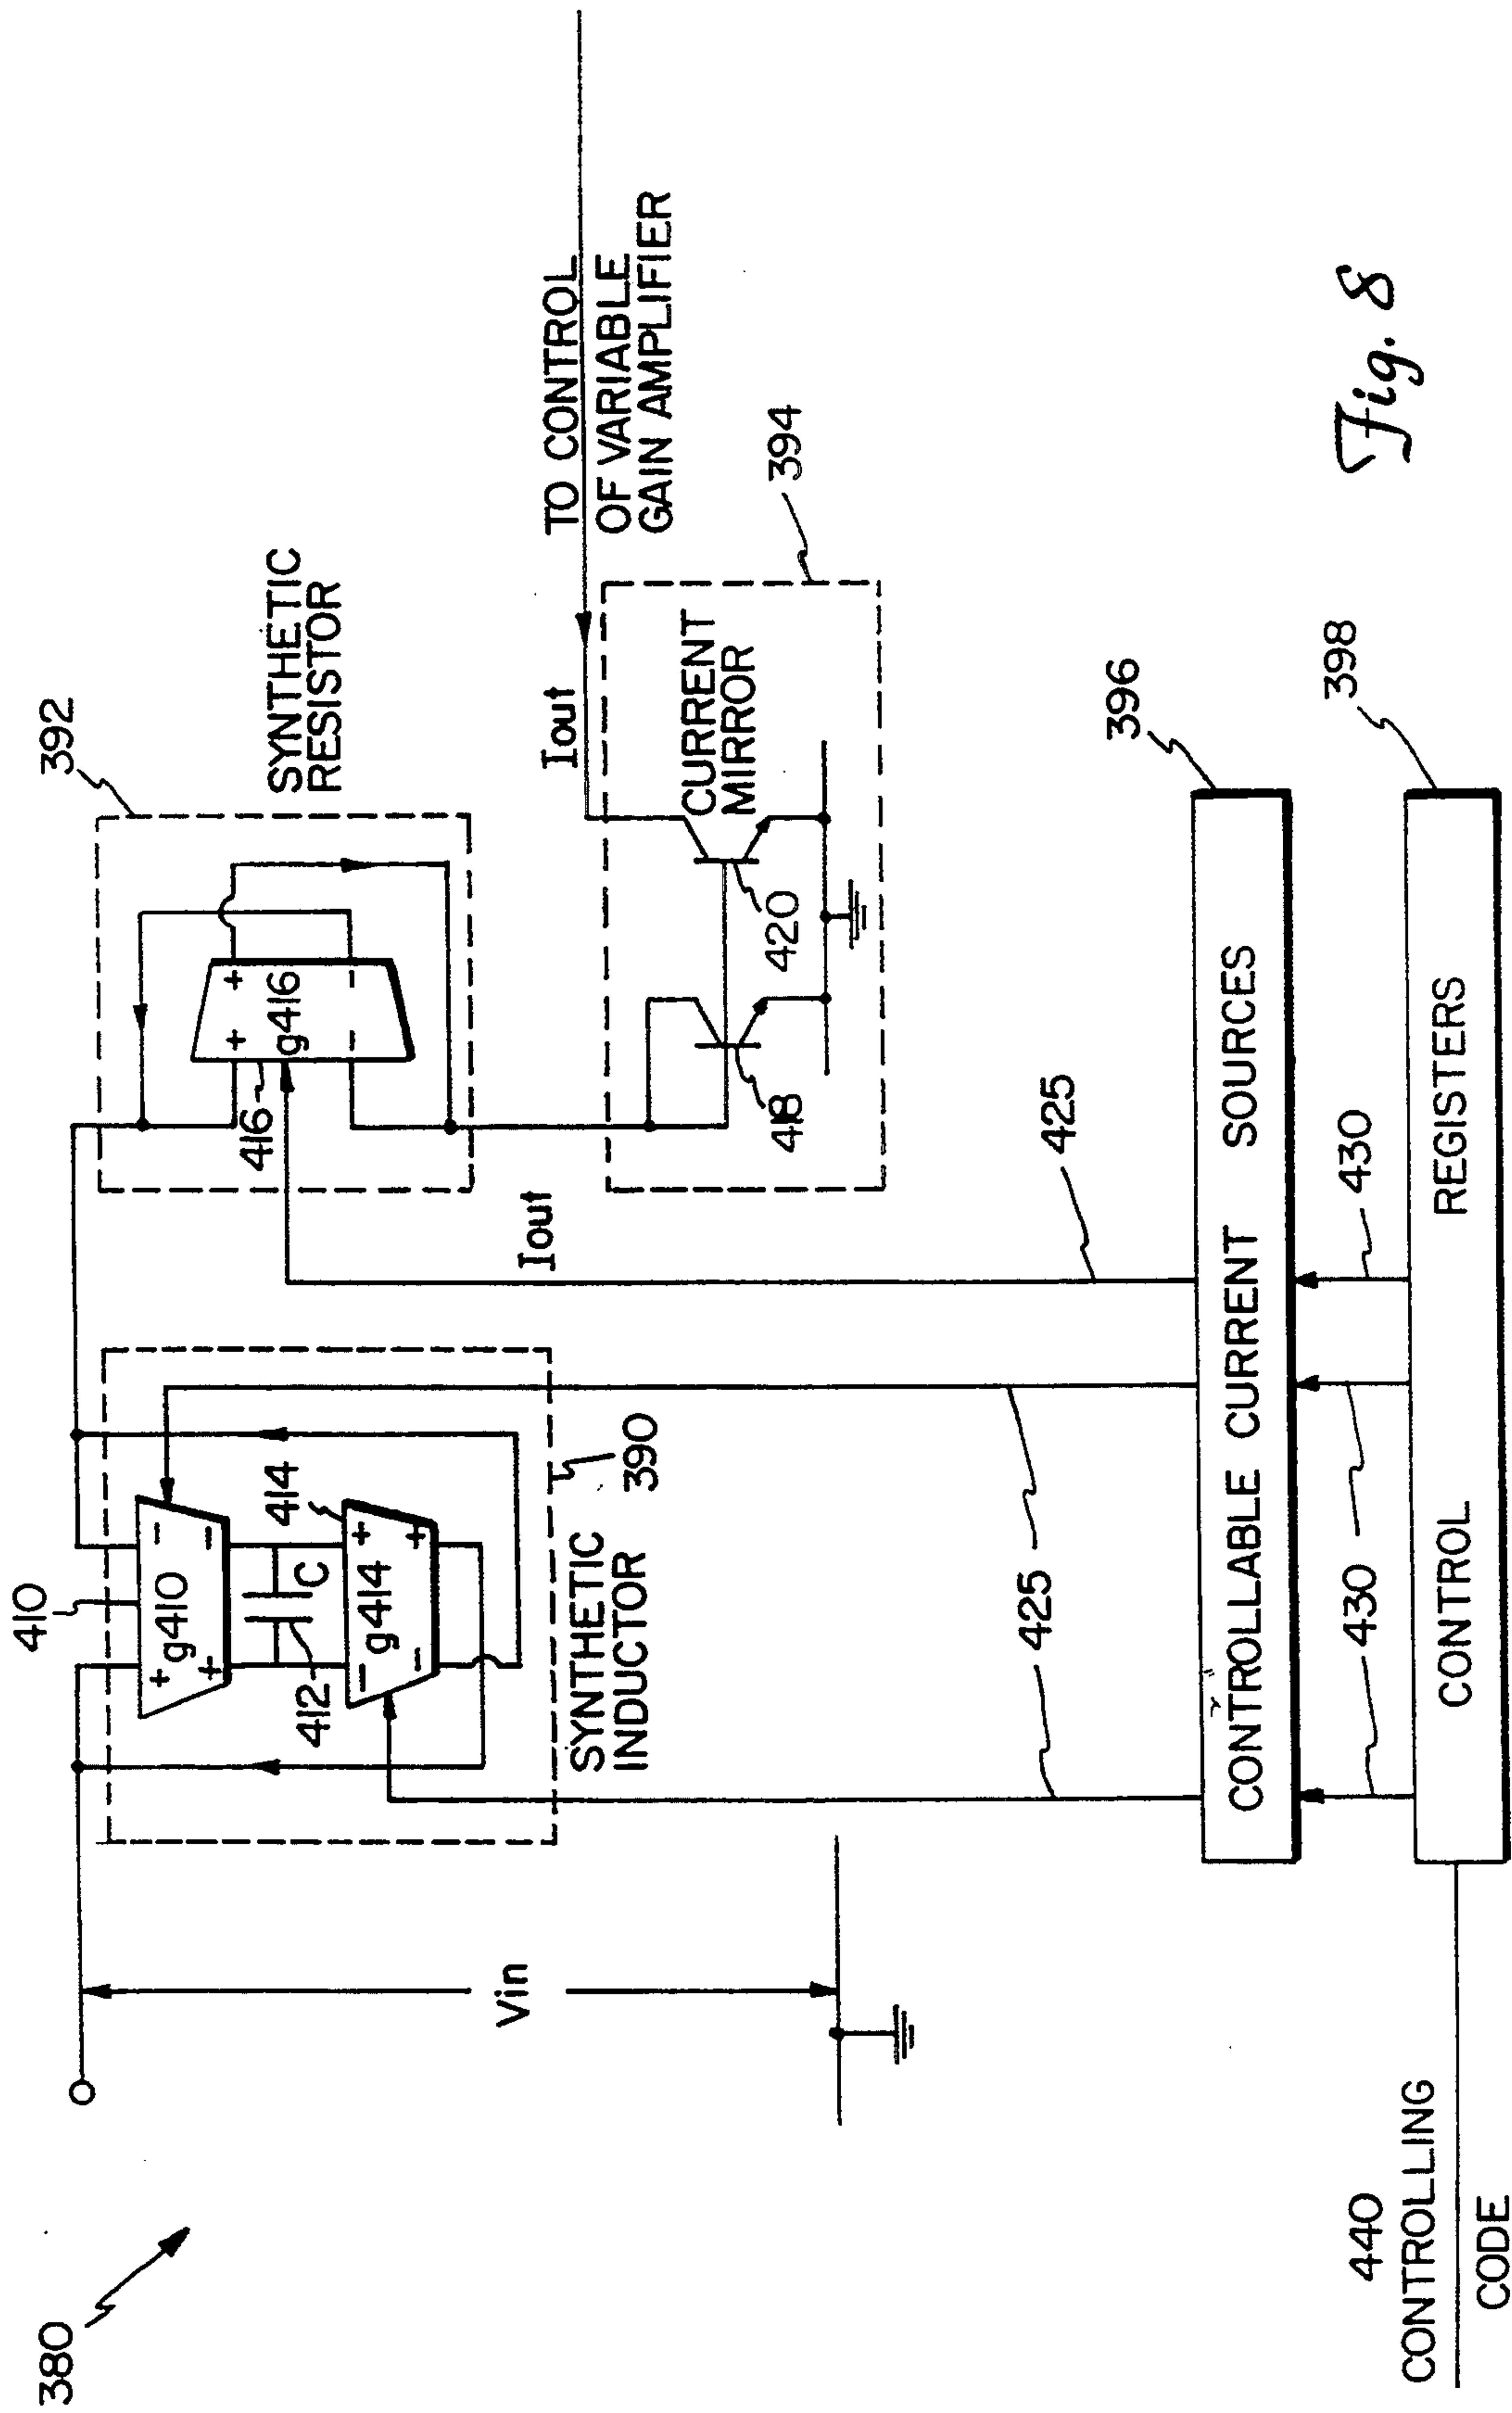 380
410
g410
+
−
+
−
414
g414
−
+
−
+
C
412
390
SYNTHETIC
INDUCTOR
392
SYNTHETIC
RESISTOR
416
g416
+
+
−
−
Iout
Iout
TO CONTROL
OF VARIABLE
GAIN AMPLIFIER
394
CURRENT
MIRROR
418
420
Vin
425
425
425
396
CONTROLLABLE CURRENT SOURCES
430
430
430
398
CONTROL REGISTERS
440
CONTROLLING
CODE
Fig. 8